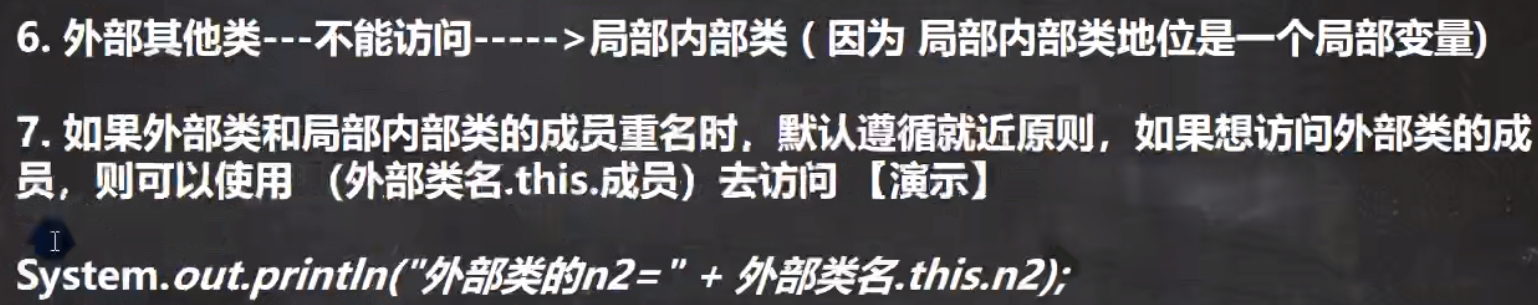 6. 外部其他类---不能访问----->局部内部类 ( 因为 局部内部类地位是一个局部变量)
7. 如果外部类和局部内部类的成员重名时，默认遵循就近原则，如果想访问外部类的成
员，则可以使用 （外部类名.this.成员）去访问 【演示】
System.out.println("外部类的n2=" + 外部类名.this.n2);